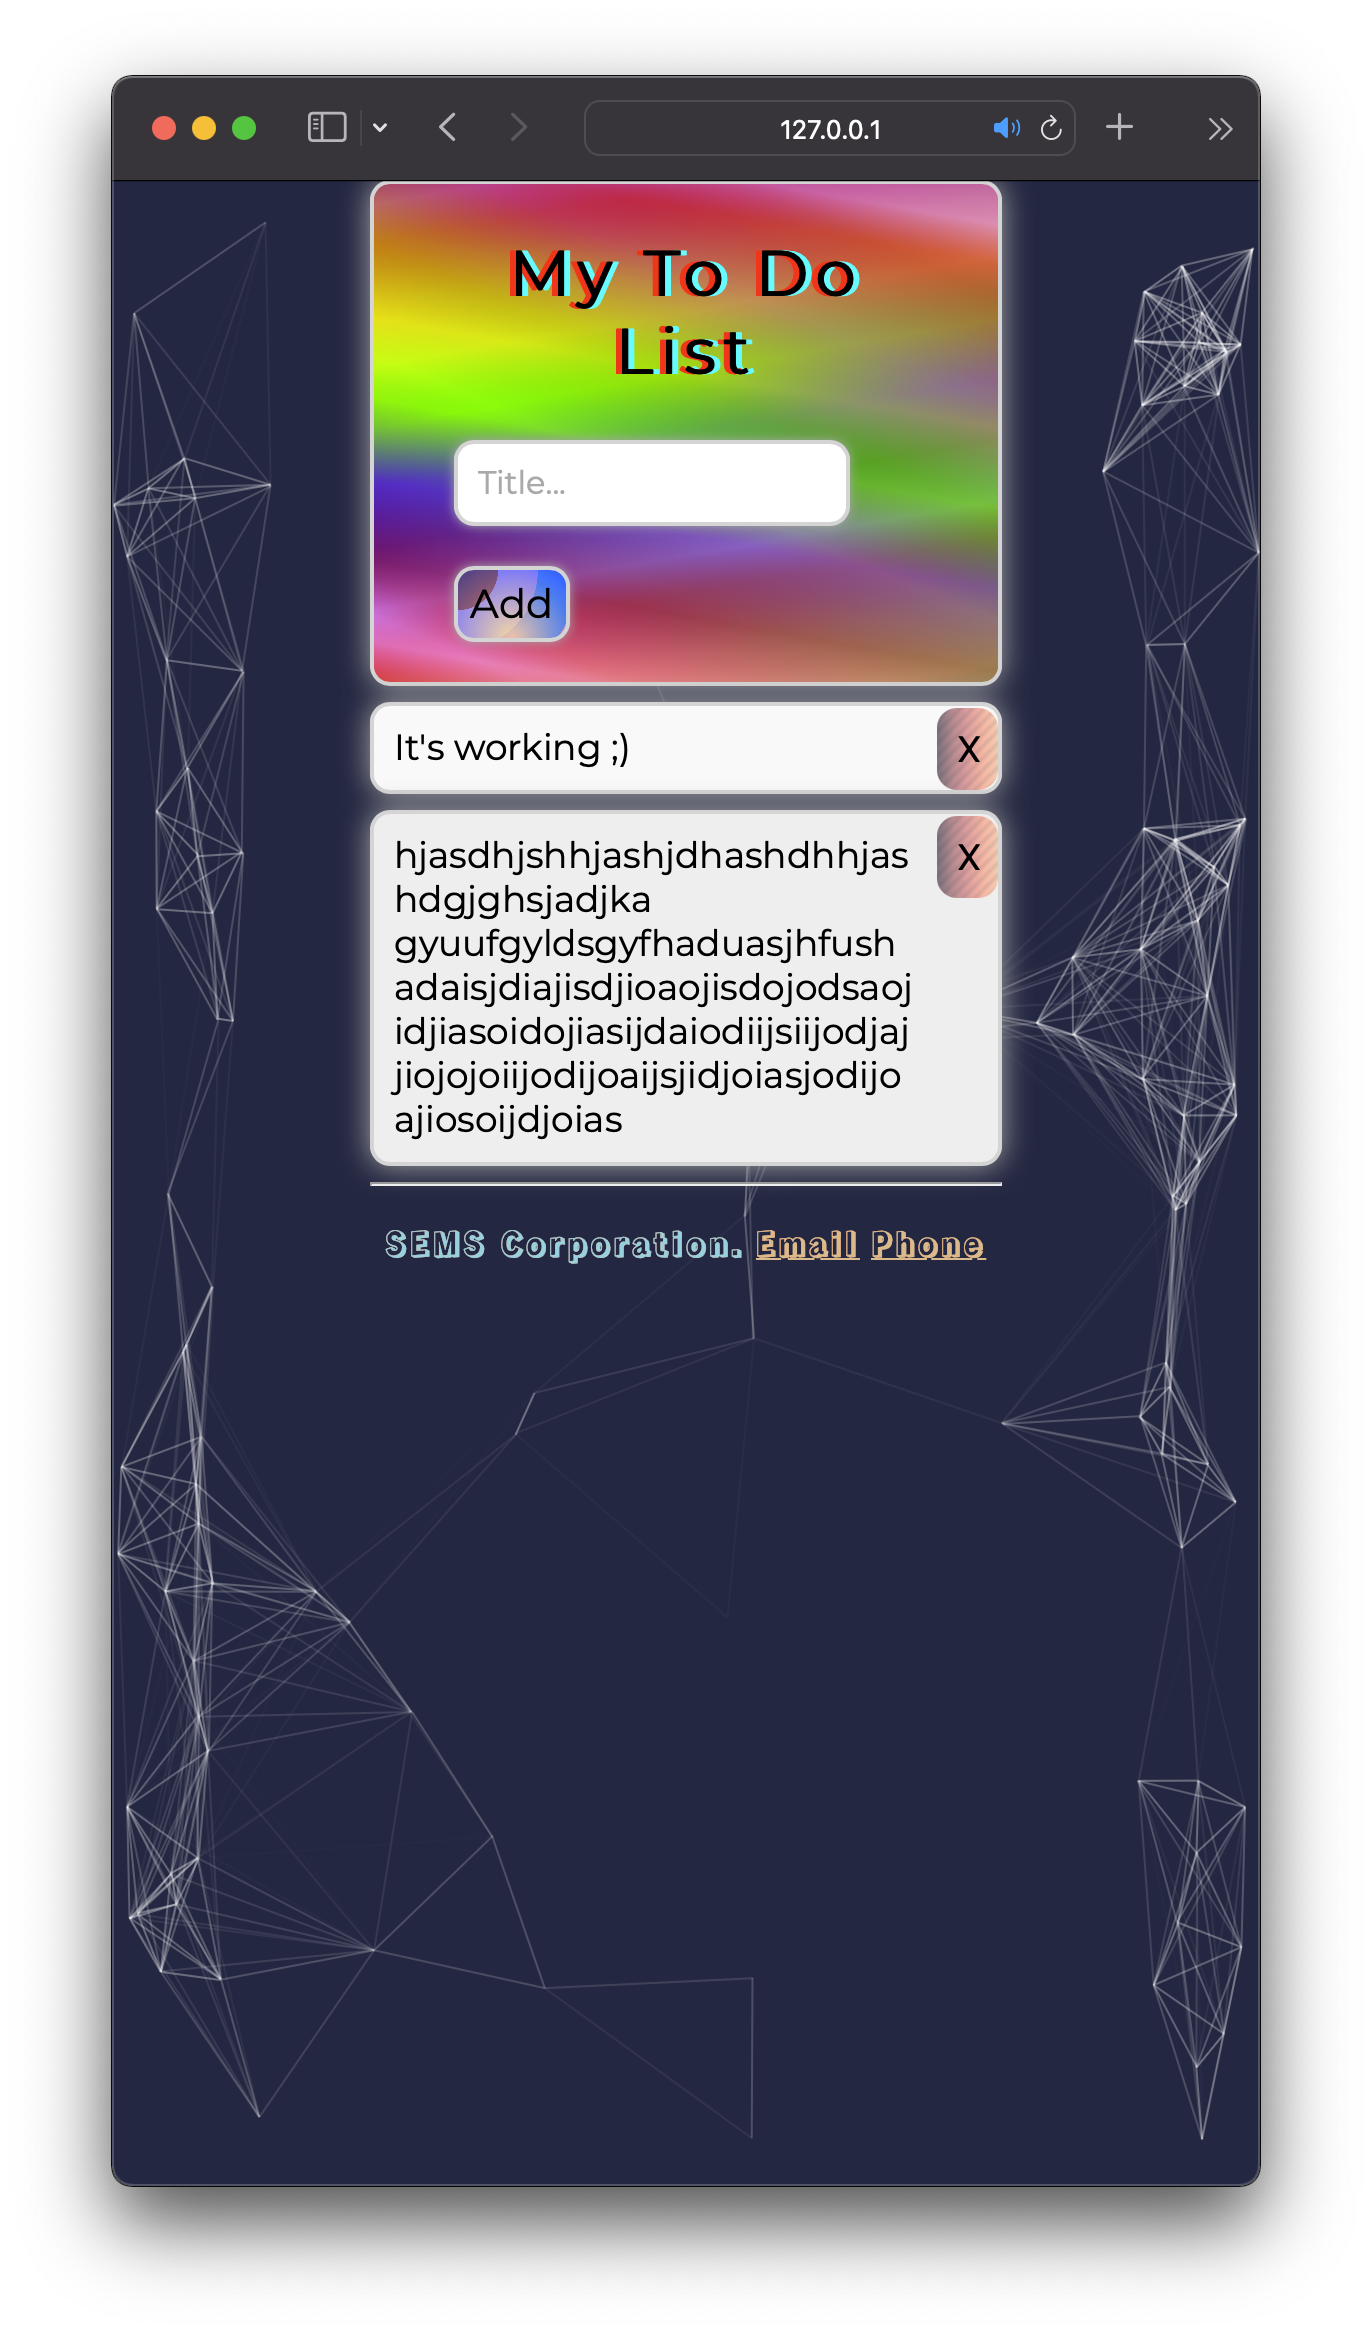 127.0.0.1
My To Do
List
Title...
Add
It's working ;)
X
hjasdhjshhjashjdhashdhhjas
X
hdgjghsjadjka
gyuufgyldsgyfhaduasjhfush
adaisjdiajisdjioaojisdojodsaoj
idjiasoidojiasijdaiodiijsiijodjaj
jiojojoiijodijoaijsjidjoiasjodijo
ajiosoijdjoias
SEMS Corporation. Email Phone